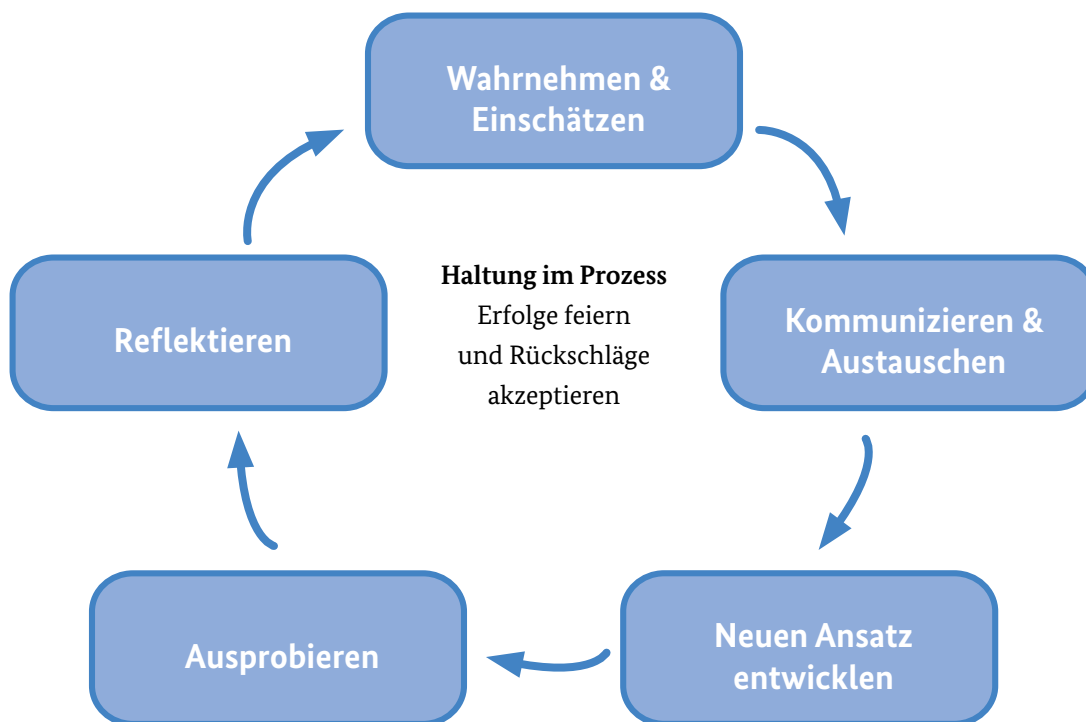 Wahrnehmen &
Einschätzen
Kommunizieren &
Austauschen
Neuen Ansatz
entwicklen
Ausprobieren
Reflektieren
Haltung im Prozess
Erfolge feiern
und Rückschläge
akzeptieren